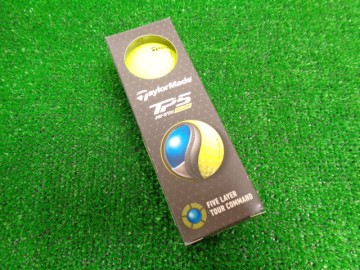 TaylorMade
TP5
FIVE LAYER
TOUR COMMAND